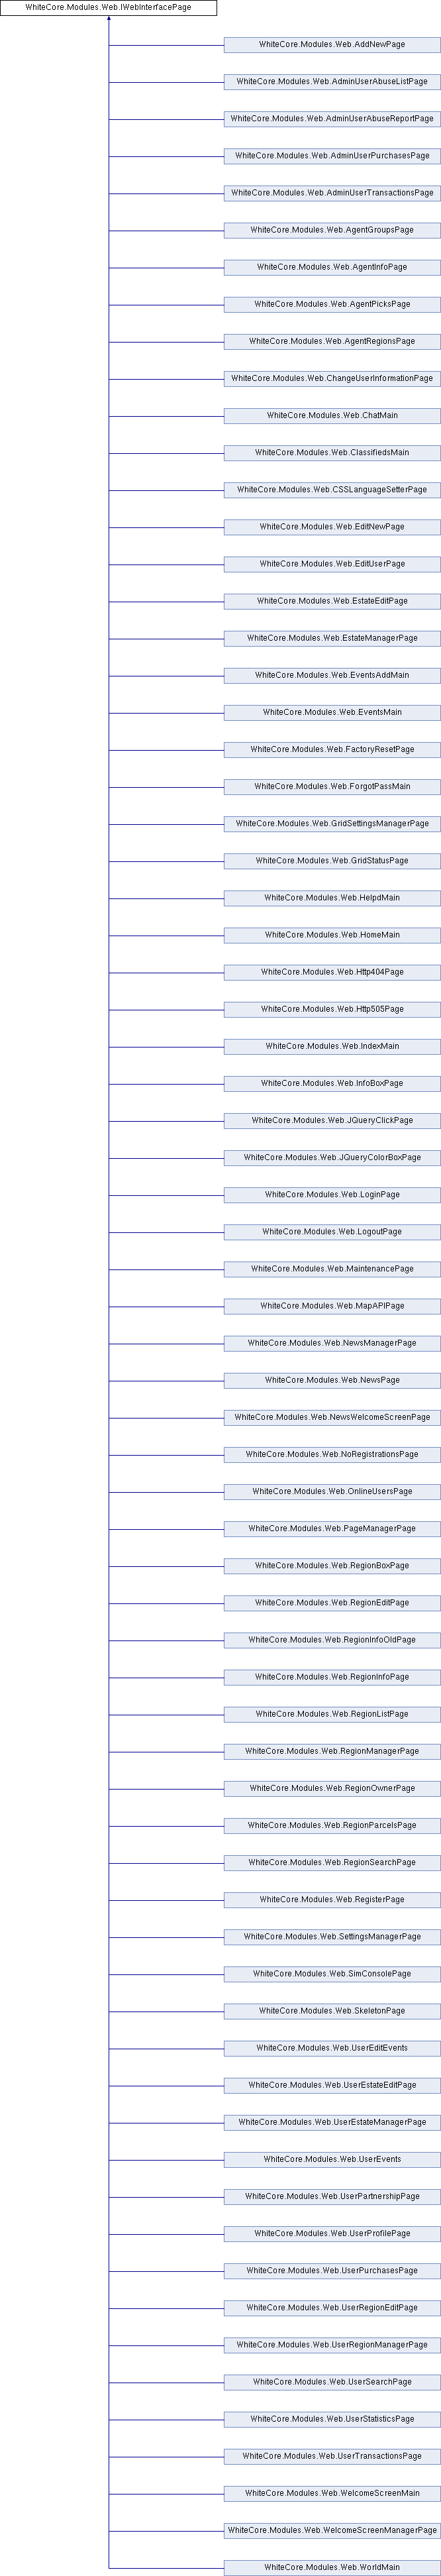 WhiteCore.Modules.Web.IWebInterfacePage
WhiteCore.Modules.Web.AddNewPage
WhiteCore.Modules.Web.AdminUserAbuseListPage
WhiteCore.Modules.Web.AdminUserAbuseReportPage
WhiteCore.Modules.Web.AdminUserPurchasesPage
WhiteCore.Modules.Web.AdminUserTransactionsPage
WhiteCore.Modules.Web.AgentGroupsPage
WhiteCore.Modules.Web.AgentInfoPage
WhiteCore.Modules.Web.AgentPicksPage
WhiteCore.Modules.Web.AgentRegionsPage
WhiteCore.Modules.Web.ChangeUserInformationPage
WhiteCore.Modules.Web.ChatMain
WhiteCore.Modules.Web.ClassifiedsMain
WhiteCore.Modules.Web.CSSLanguageSetterPage
WhiteCore.Modules.Web.EditNewPage
WhiteCore.Modules.Web.EditUserPage
WhiteCore.Modules.Web.EstateEditPage
WhiteCore.Modules.Web.EstateManagerPage
WhiteCore.Modules.Web.EventsAddMain
WhiteCore.Modules.Web.EventsMain
WhiteCore.Modules.Web.FactoryResetPage
WhiteCore.Modules.Web.ForgotPassMain
WhiteCore.Modules.Web.GridSettingsManagerPage
WhiteCore.Modules.Web.GridStatusPage
WhiteCore.Modules.Web.HelpdMain
WhiteCore.Modules.Web.HomeMain
WhiteCore.Modules.Web.Http404Page
WhiteCore.Modules.Web.Http505Page
WhiteCore.Modules.Web.IndexMain
WhiteCore.Modules.Web.InfoBoxPage
WhiteCore.Modules.Web.JQueryClickPage
WhiteCore.Modules.Web.JQueryColorBoxPage
WhiteCore.Modules.Web.LoginPage
WhiteCore.Modules.Web.LogoutPage
WhiteCore.Modules.Web.MaintenancePage
WhiteCore.Modules.Web.MapAPIPage
WhiteCore.Modules.Web.NewsManagerPage
WhiteCore.Modules.Web.NewsPage
WhiteCore.Modules.Web.NewsWelcomeScreenPage
WhiteCore.Modules.Web.NoRegistrationsPage
WhiteCore.Modules.Web.OnlineUsersPage
WhiteCore.Modules.Web.PageManagerPage
WhiteCore.Modules.Web.RegionBoxPage
WhiteCore.Modules.Web.RegionEditPage
WhiteCore.Modules.Web.RegionInfoOldPage
WhiteCore.Modules.Web.RegionInfoPage
WhiteCore.Modules.Web.RegionListPage
WhiteCore.Modules.Web.RegionManagerPage
WhiteCore.Modules.Web.RegionOwnerPage
WhiteCore.Modules.Web.RegionParcelsPage
WhiteCore.Modules.Web.RegionSearchPage
WhiteCore.Modules.Web.RegisterPage
WhiteCore.Modules.Web.SettingsManagerPage
WhiteCore.Modules.Web.SimConsolePage
WhiteCore.Modules.Web.SkeletonPage
WhiteCore.Modules.Web.UserEditEvents
WhiteCore.Modules.Web.UserEstateEditPage
WhiteCore.Modules.Web.UserEstateManagerPage
WhiteCore.Modules.Web.UserEvents
WhiteCore.Modules.Web.UserPartnershipPage
WhiteCore.Modules.Web.UserProfilePage
WhiteCore.Modules.Web.UserPurchasesPage
WhiteCore.Modules.Web.UserRegionEditPage
WhiteCore.Modules.Web.UserRegionManagerPage
WhiteCore.Modules.Web.UserSearchPage
WhiteCore.Modules.Web.UserStatisticsPage
WhiteCore.Modules.Web.UserTransactionsPage
WhiteCore.Modules.Web.WelcomeScreenMain
WhiteCore.Modules.Web.WelcomeScreenManagerPage
WhiteCore.Modules.Web.WorldMain